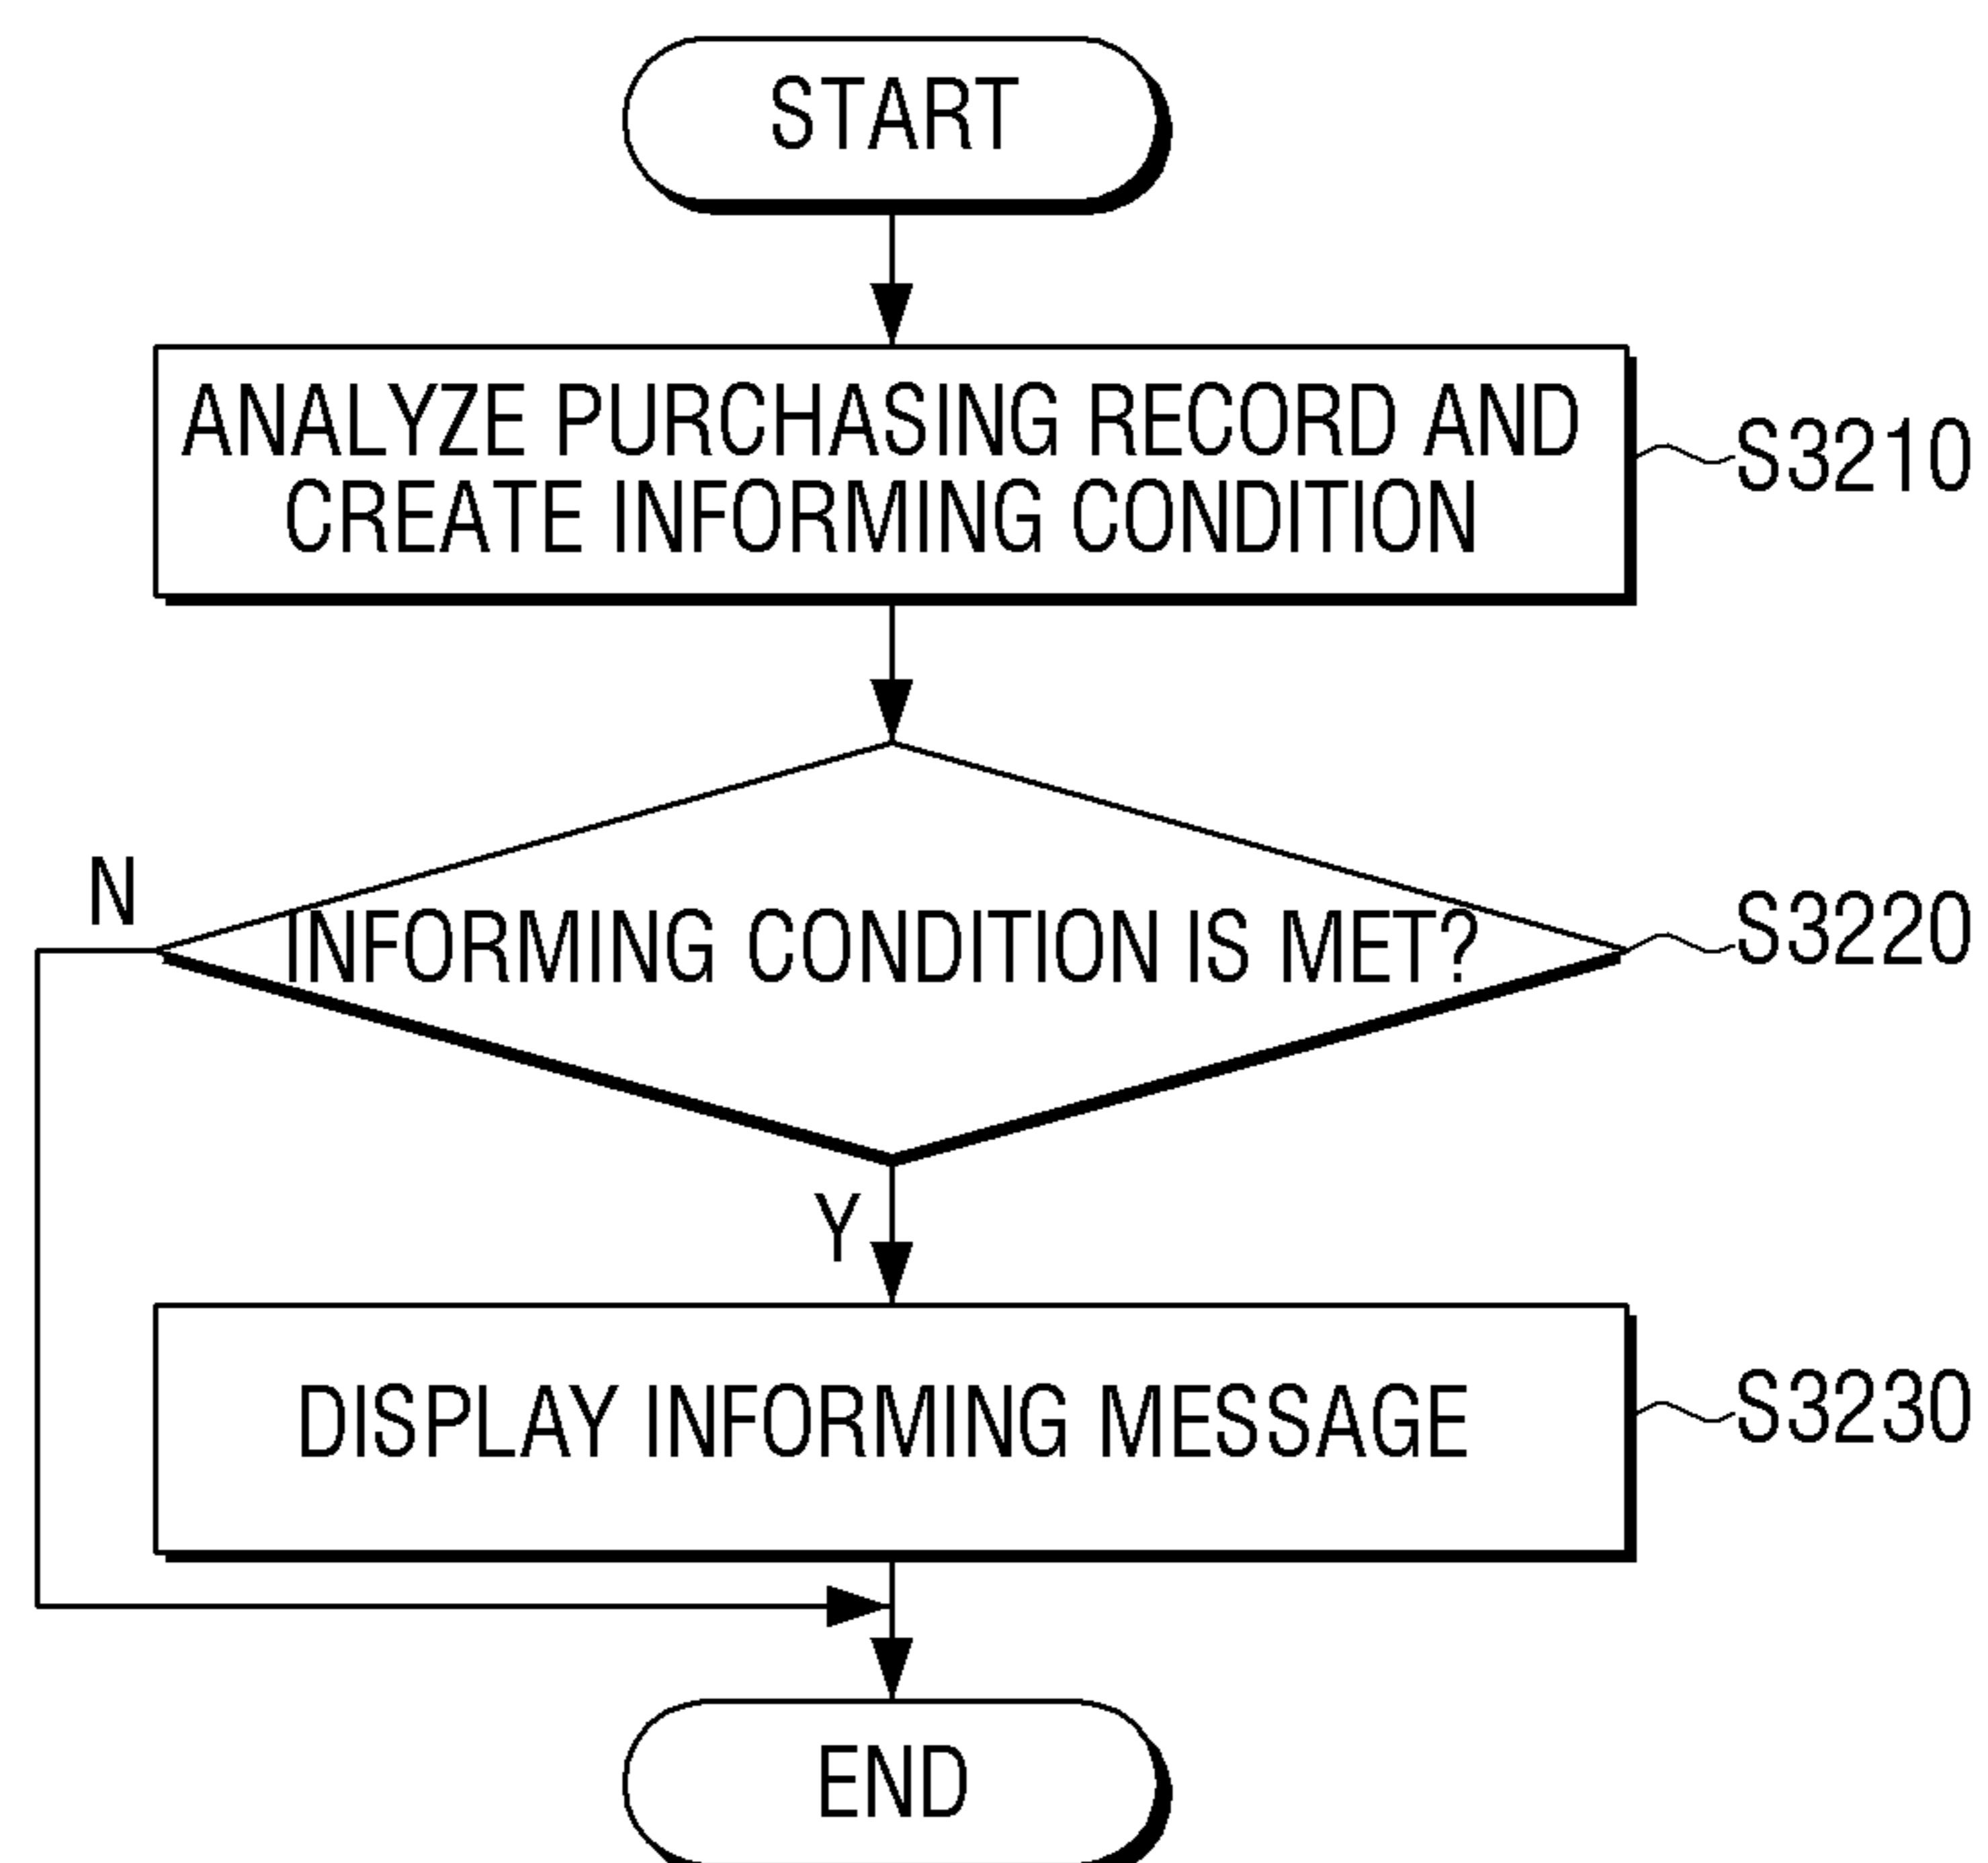 START
ANALYZE PURCHASING RECORD AND
CREATE INFORMING CONDITION
S3210
N
INFORMING CONDITION IS MET?
S3220
Y
DISPLAY INFORMING MESSAGE
S3230
END